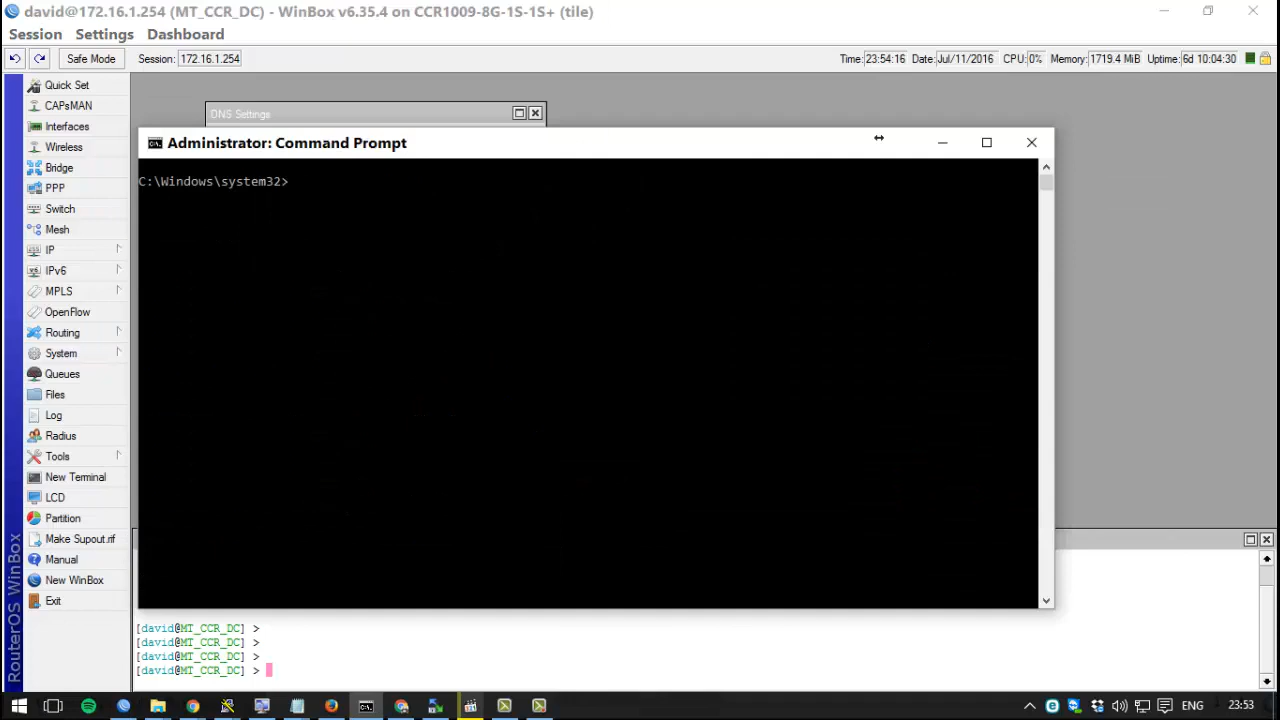 david@172.16.1.254 (MT_CCR_DC) - WinBox v6.35.4 on CCR1009-8G-1S-1S+ (tile)
Session Settings Dashboard
Safe Mode Session: 172.16.1.254 Time: 23:54:16 Date: Jul/11/2016 CPU: 0% Memory: 1719.4 MiB Uptime: 6d 10:04:30
Quick Set
CAPsMAN
Interfaces
Wireless
Bridge
PPP
Switch
Mesh
IP
IPv6
MPLS
OpenFlow
Routing
System
Queues
Files
Log
Radius
Tools
New Terminal
LCD
Partition
Make Supout.rif
Manual
New WinBox
Exit
RouterOS WinBox
DNS Settings
Administrator: Command Prompt
C:\Windows\system32>
[david@MT_CCR_DC] >
[david@MT_CCR_DC] >
[david@MT_CCR_DC] >
[david@MT_CCR_DC] >
ENG 23:53